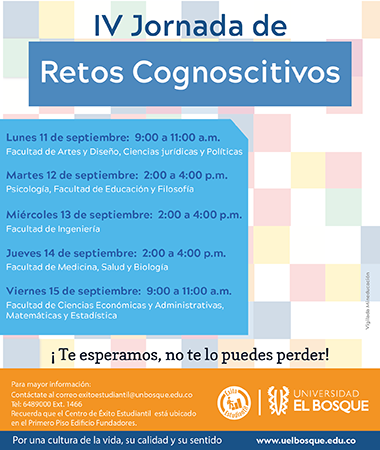 IV Jornada de
Retos Cognoscitivos
Lunes 11 de septiembre: 9:00 a 11:00 a.m.
Facultad de Artes y Diseño, Ciencias jurídicas y Políticas
Martes 12 de septiembre: 2:00 a 4:00 p.m.
Psicología, Facultad de Educación y Filosofía
Miércoles 13 de septiembre: 2:00 a 4:00 p.m.
Facultad de Ingeniería
Jueves 14 de septiembre: 2:00 a 4:00 p.m.
Facultad de Medicina, Salud y Biología
Viernes 15 de septiembre: 9:00 a 11:00 a.m.
Facultad de Ciencias Económicas y Administrativas,
Matemáticas y Estadística
Vigilada Mineducación
¡ Te esperamos, no te lo puedes perder!
Para mayor información:
Contáctate al correo exitoestudiantil@unbosque.edu.co
Tel: 6489000 Ext. 1466
Recuerda que el Centro de Éxito Estudiantil está ubicado
en el Primero Piso Edificio Fundadores.
Éxito
Estudiantil
UNIVERSIDAD
EL BOSQUE
Por una cultura de la vida, su calidad y su sentido
www.uelbosque.edu.co